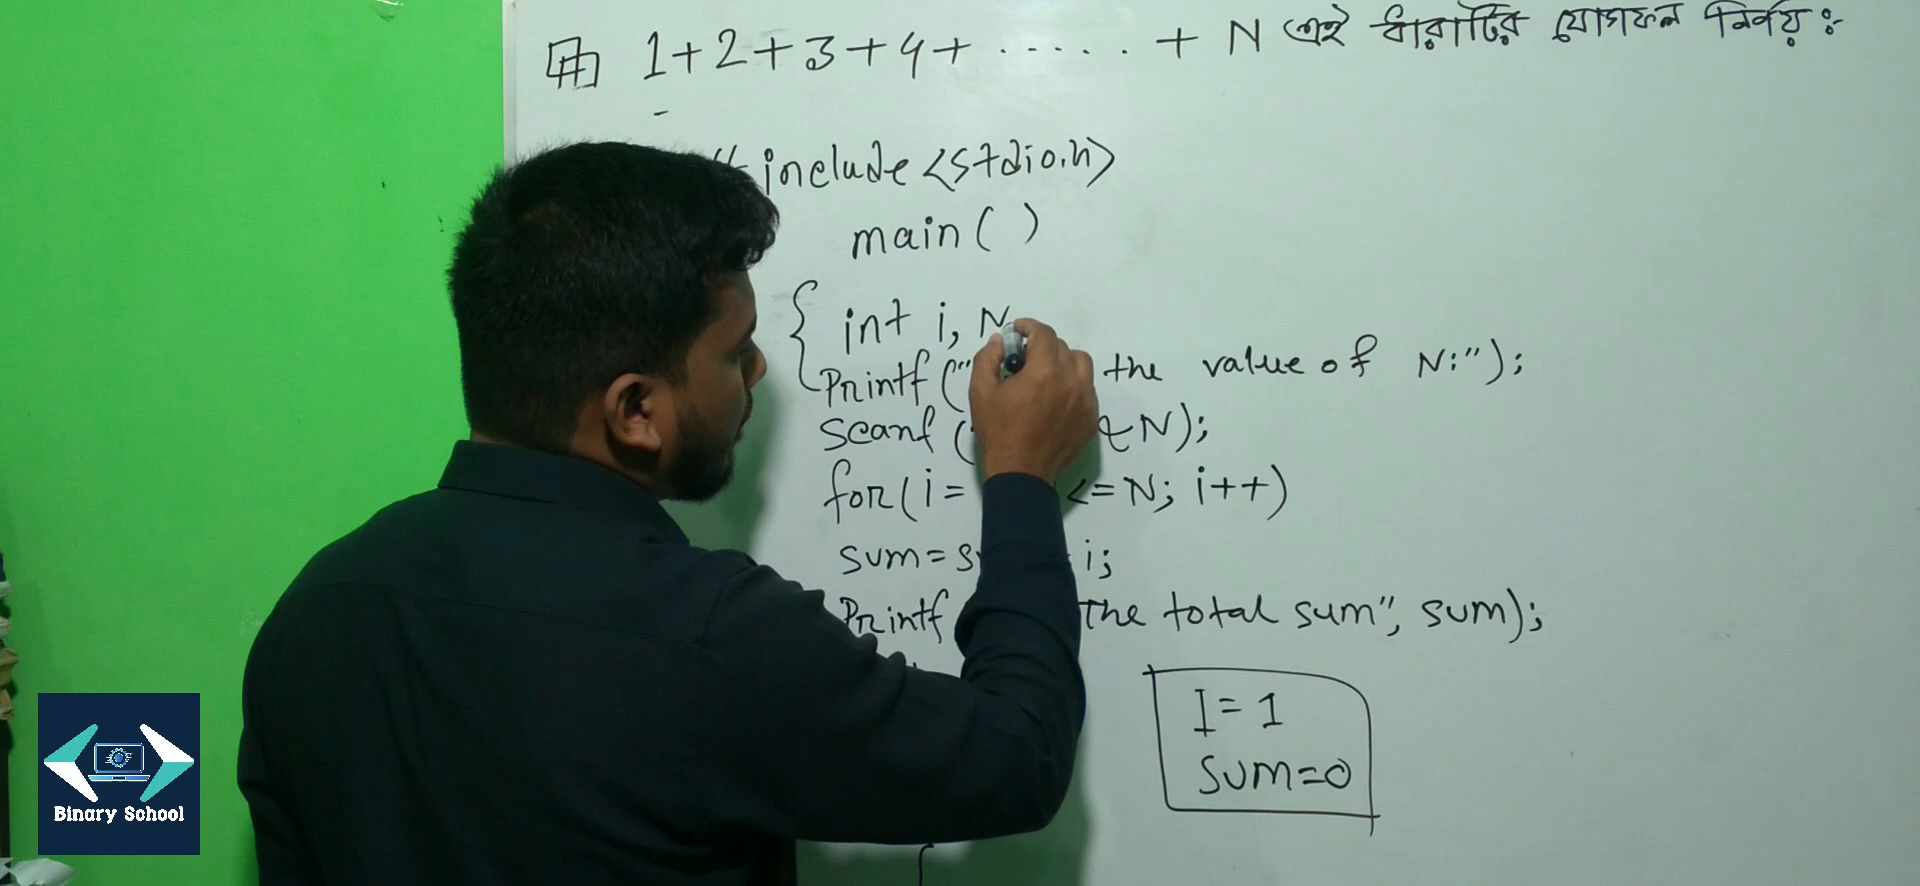 1+2+3+4+ ...... + N এই ধারাটির যোগফল নির্ণয়ঃ-
include <stdio.h>
main( )
{ int i, N
Printf (" the value of N:");
scanf ( &N);
for(i= <=N; i++)
sum= i;
Printf The total sum", sum);
I=1
sum=0
Binary School